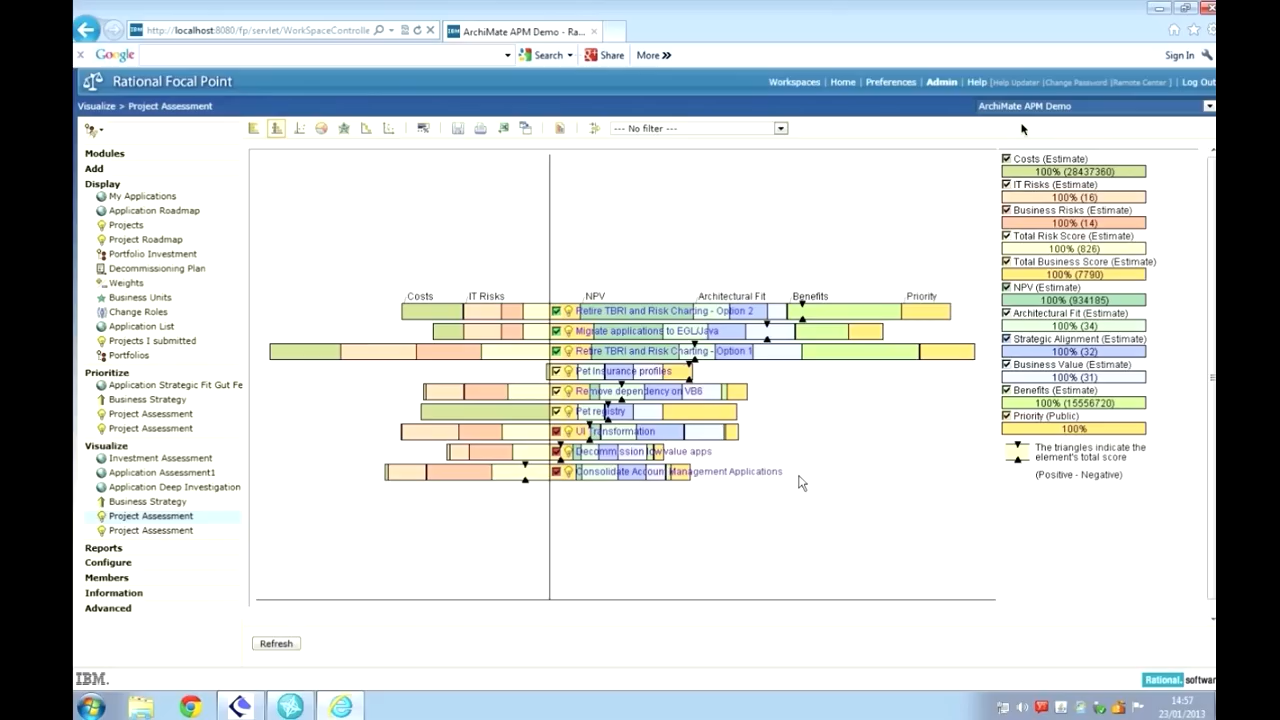 http://localhost:8080/fp/servlet/WorkSpaceControlle
ArchiMate APM Demo - Ra...
Google
Search
Share
More »
Sign In
Rational Focal Point
Workspaces | Home | Preferences | Admin | Help [Help Updater | Change Password | Remote Center ] | Log Out
Visualize > Project Assessment
ArchiMate APM Demo
--- No filter ---
Modules
Add
Display
My Applications
Application Roadmap
Projects
Project Roadmap
Portfolio Investment
Decommissioning Plan
Weights
Business Units
Change Roles
Application List
Projects I submitted
Portfolios
Prioritize
Application Strategic Fit Gut Fe
Business Strategy
Project Assessment
Project Assessment
Visualize
Investment Assessment
Application Assessment1
Application Deep Investigation
Business Strategy
Project Assessment
Project Assessment
Reports
Configure
Members
Information
Advanced
Costs
IT Risks
NPV
Architectural Fit
Benefits
Priority
Retire TBRI and Risk Charting - Option 2
Migrate applications to EGL/Java
Retire TBRI and Risk Charting - Option 1
Pet Insurance profiles
Remove dependency on VB6
Pet registry
UI Transformation
Decommission low value apps
Consolidate Account Management Applications
Costs (Estimate)
100% (28437360)
IT Risks (Estimate)
100% (16)
Business Risks (Estimate)
100% (14)
Total Risk Score (Estimate)
100% (826)
Total Business Score (Estimate)
100% (7790)
NPV (Estimate)
100% (934185)
Architectural Fit (Estimate)
100% (34)
Strategic Alignment (Estimate)
100% (32)
Business Value (Estimate)
100% (31)
Benefits (Estimate)
100% (15556720)
Priority (Public)
100%
The triangles indicate the
element's total score
(Positive - Negative)
Refresh
IBM.
Rational. softwar
14:57
23/01/2013